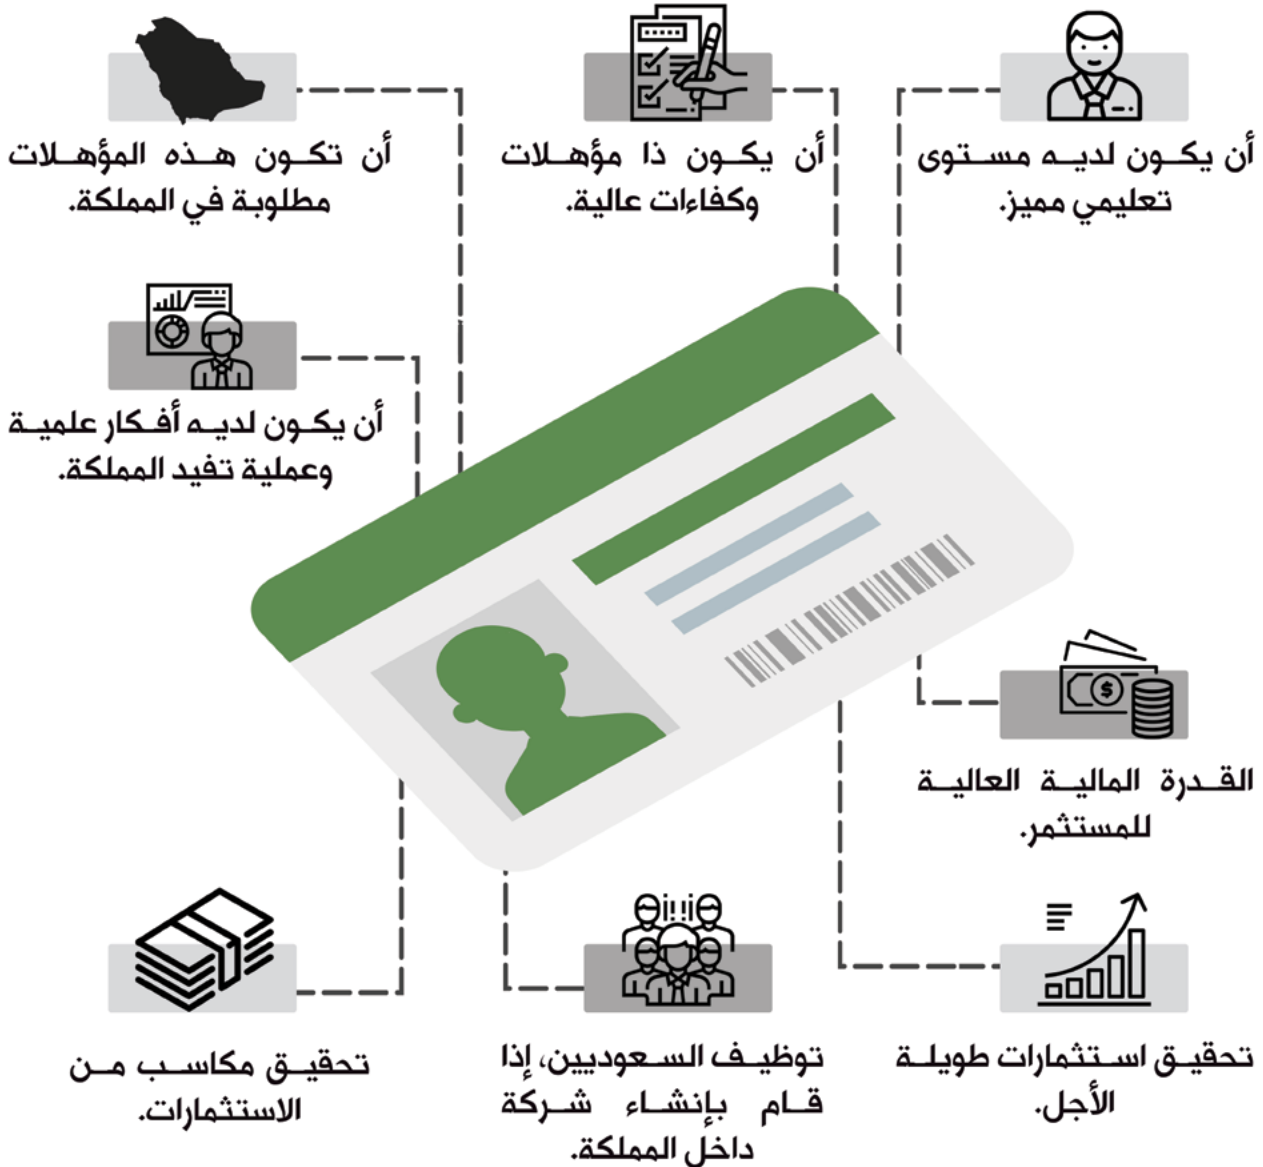 أن يكون لديه مستوى
تعليمي مميز.
أن يكون ذا مؤهلات
وكفاءات عالية.
أن تكون هذه المؤهلات
مطلوبة في المملكة.
أن يكون لديه أفكار علمية
وعملية تفيد المملكة.
القدرة المالية العالية
للمستثمر.
تحقيق استثمارات طويلة
الأجل.
توظيف السعوديين، إذا
قام بإنشاء شركة
داخل المملكة.
تحقيق مكاسب من
الاستثمارات.